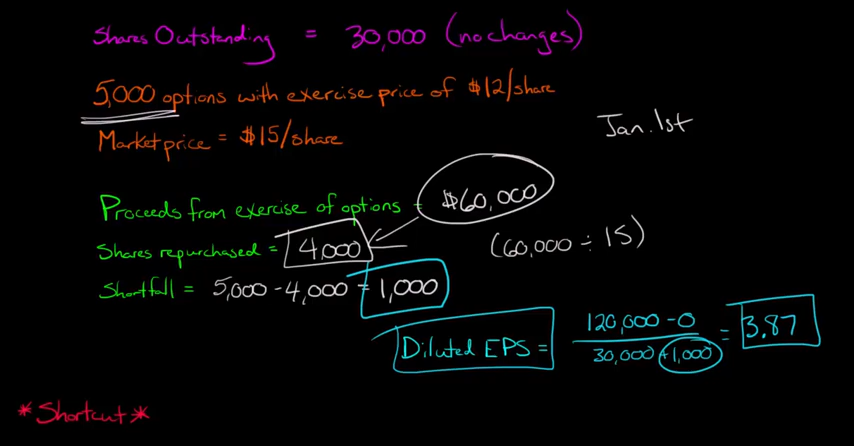 Shares Outstanding = 30,000 (no changes)
5,000 options with exercise price of $12/share
Market price = $15/share
Jan. 1st
Proceeds from exercise of options = $60,000
Shares repurchased = 4,000 (60,000 ÷ 15)
Shortfall = 5,000 - 4,000 = 1,000
Diluted EPS = 120,000 - 0 = 3.87
30,000 + 1,000
*Shortcut*